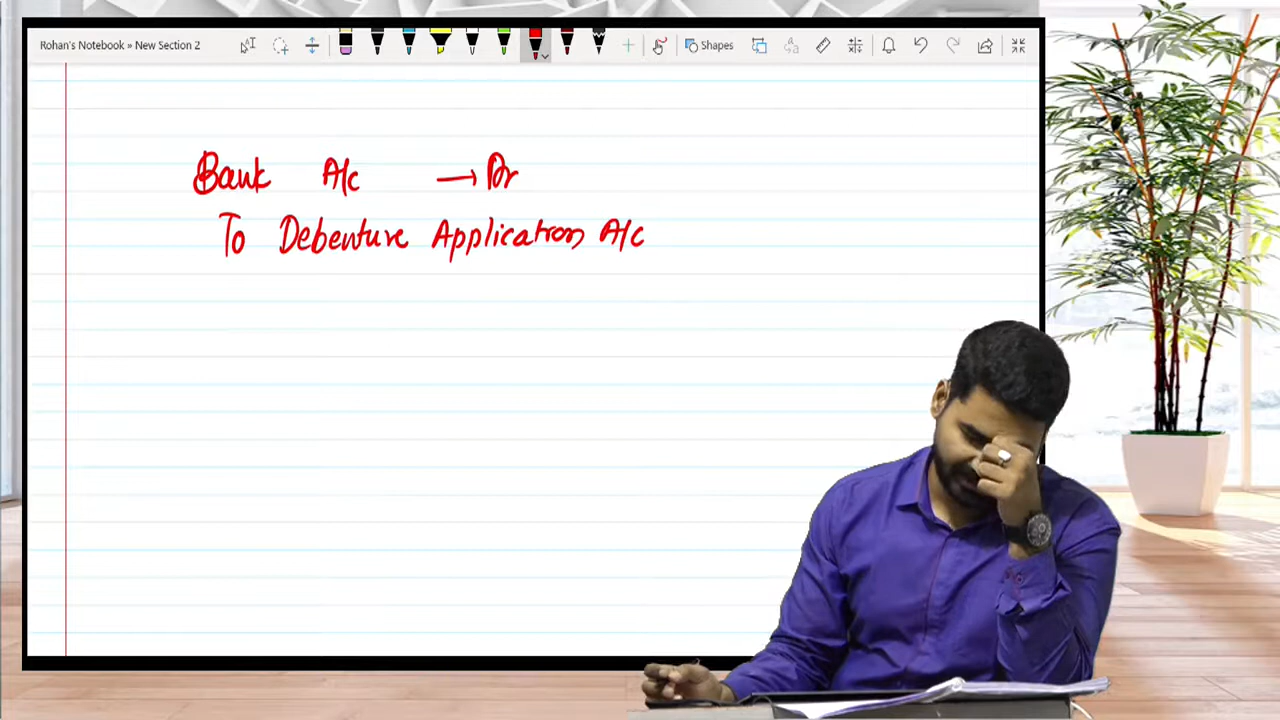 Rohan's Notebook » New Section 2
Shapes
Bank A/c → Dr
To Debenture Application A/c